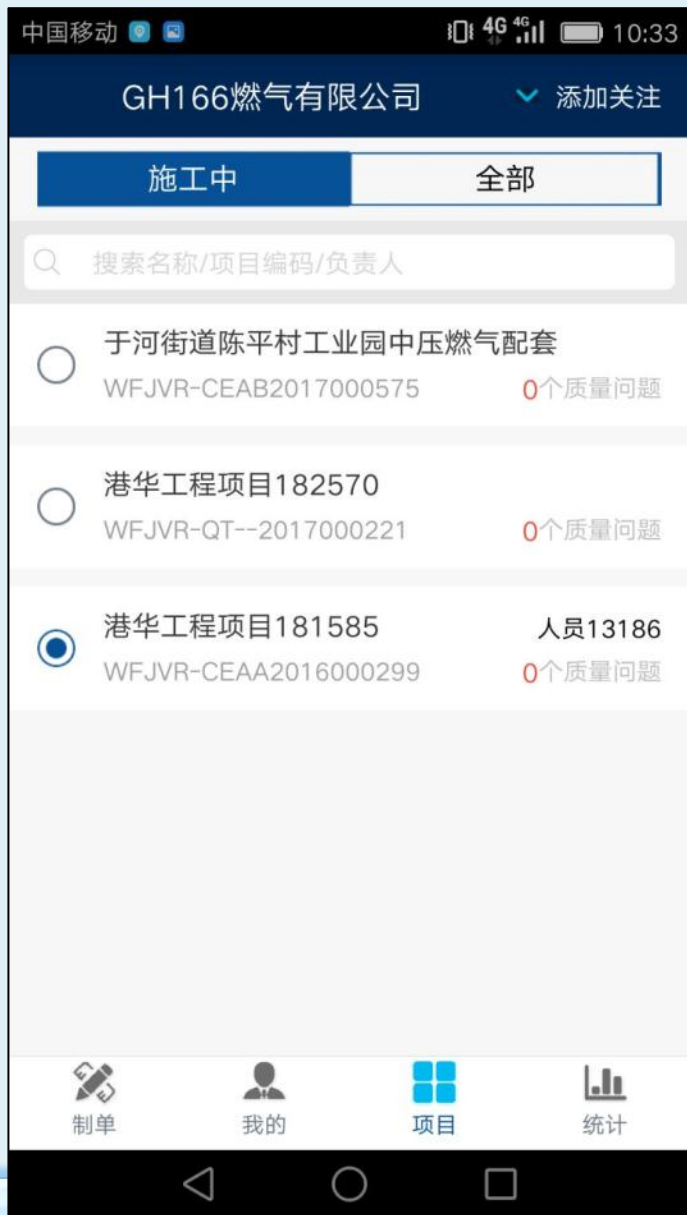 中国移动 4G 4G 10:33
GH166燃气有限公司 添加关注
施工中 全部
搜索名称/项目编码/负责人
于河街道陈平村工业园中压燃气配套
WFJVR-CEAB2017000575 0个质量问题
港华工程项目182570
WFJVR-QT--2017000221 0个质量问题
港华工程项目181585 人员13186
WFJVR-CEAA2016000299 0个质量问题
制单 我的 项目 统计